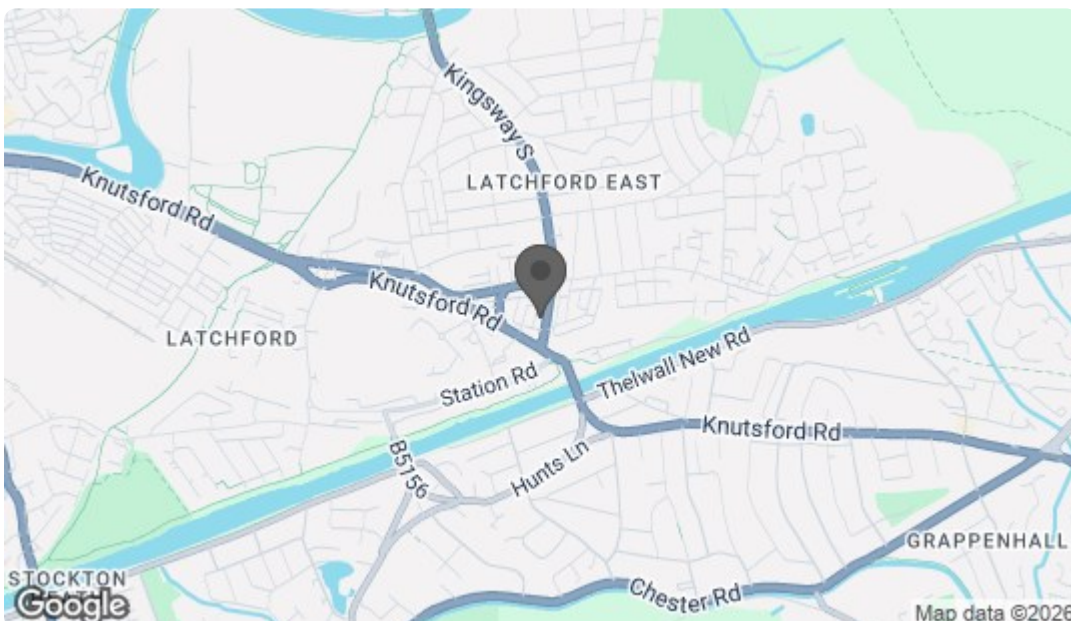 Kingsway S
LATCHFORD EAST
Knutsford Rd
Knutsford Rd
LATCHFORD
Station Rd
Thelwall New Rd
Knutsford Rd
B5156
Hunts Ln
GRAPPENHALL
STOCKTON
HEATH
Chester Rd
Google
Map data ©2026